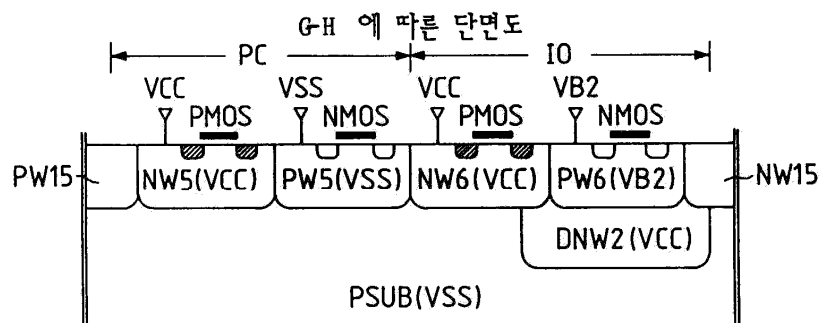 G-H 에 따른 단면도
PC IO
VCC VSS VCC VB2
PMOS NMOS PMOS NMOS
PW15 NW5(VCC) PW5(VSS) NW6(VCC) PW6(VB2) NW15
DNW2(VCC)
PSUB(VSS)